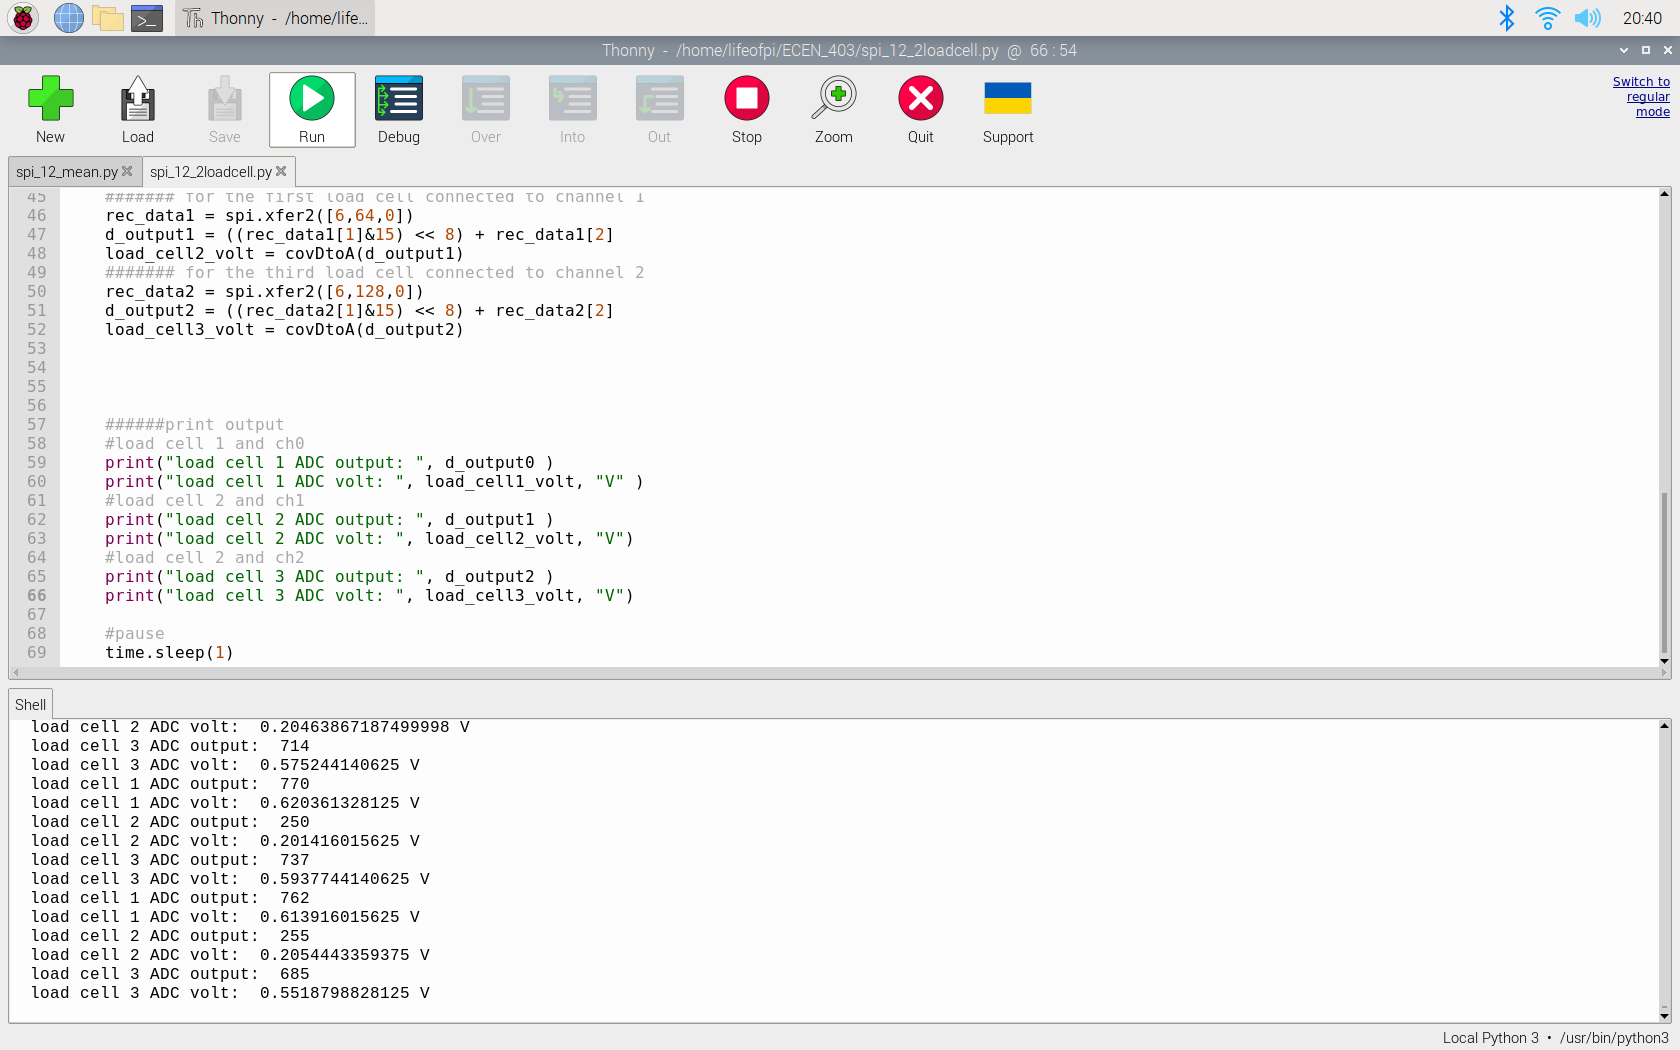 Thonny - /home/life...
20:40
Thonny - /home/lifeofpi/ECEN_403/spi_12_2loadcell.py @ 66 : 54
New
Load
Save
Run
Debug
Over
Into
Out
Stop
Zoom
Quit
Support
Switch to
regular
mode
spi_12_mean.py
spi_12_2loadcell.py
45 ####### for the first load cell connected to channel 1
46 rec_data1 = spi.xfer2([6,64,0])
47 d_output1 = ((rec_data1[1]&15) << 8) + rec_data1[2]
48 load_cell2_volt = covDtoA(d_output1)
49 ####### for the third load cell connected to channel 2
50 rec_data2 = spi.xfer2([6,128,0])
51 d_output2 = ((rec_data2[1]&15) << 8) + rec_data2[2]
52 load_cell3_volt = covDtoA(d_output2)
53
54
55
56
57 ######print output
58 #load cell 1 and ch0
59 print("load cell 1 ADC output: ", d_output0 )
60 print("load cell 1 ADC volt: ", load_cell1_volt, "V" )
61 #load cell 2 and ch1
62 print("load cell 2 ADC output: ", d_output1 )
63 print("load cell 2 ADC volt: ", load_cell2_volt, "V")
64 #load cell 2 and ch2
65 print("load cell 3 ADC output: ", d_output2 )
66 print("load cell 3 ADC volt: ", load_cell3_volt, "V")
67
68 #pause
69 time.sleep(1)
Shell
load cell 2 ADC volt:  0.20463867187499998 V
load cell 3 ADC output:  714
load cell 3 ADC volt:  0.575244140625 V
load cell 1 ADC output:  770
load cell 1 ADC volt:  0.620361328125 V
load cell 2 ADC output:  250
load cell 2 ADC volt:  0.201416015625 V
load cell 3 ADC output:  737
load cell 3 ADC volt:  0.5937744140625 V
load cell 1 ADC output:  762
load cell 1 ADC volt:  0.613916015625 V
load cell 2 ADC output:  255
load cell 2 ADC volt:  0.2054443359375 V
load cell 3 ADC output:  685
load cell 3 ADC volt:  0.5518798828125 V
Local Python 3 • /usr/bin/python3